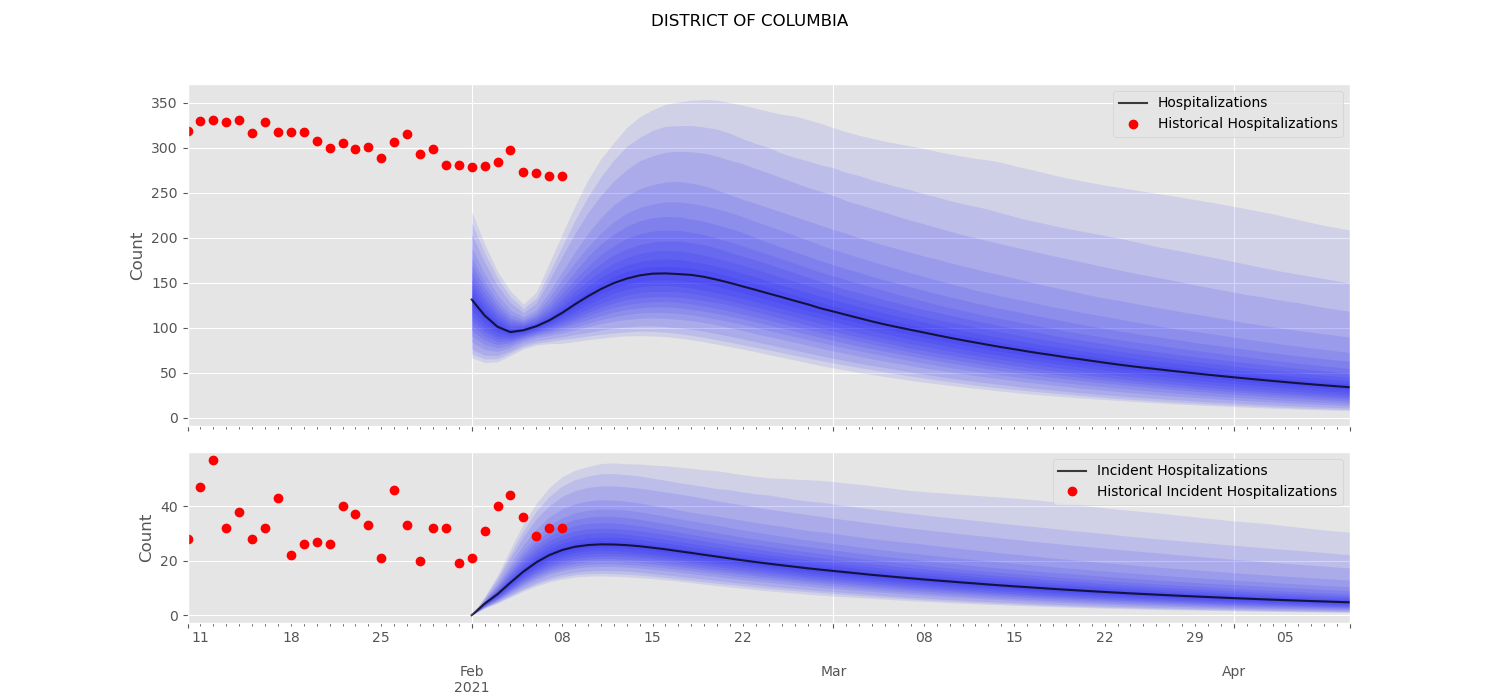 DISTRICT OF COLUMBIA
Hospitalizations
Historical Hospitalizations
350
300
250
200
150
100
50
0
Count
Incident Hospitalizations
Historical Incident Hospitalizations
40
20
0
Count
11 18 25 08 15 22 08 15 22 29 05
Feb Mar Apr
2021